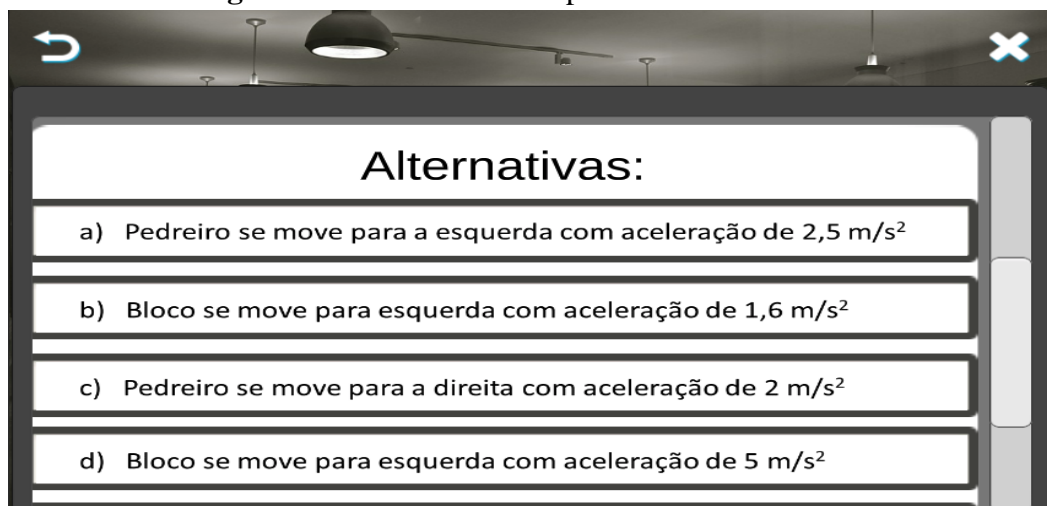 Alternativas:
a) Pedreiro se move para a esquerda com aceleração de 2,5 m/s²
b) Bloco se move para esquerda com aceleração de 1,6 m/s²
c) Pedreiro se move para a direita com aceleração de 2 m/s²
d) Bloco se move para esquerda com aceleração de 5 m/s²